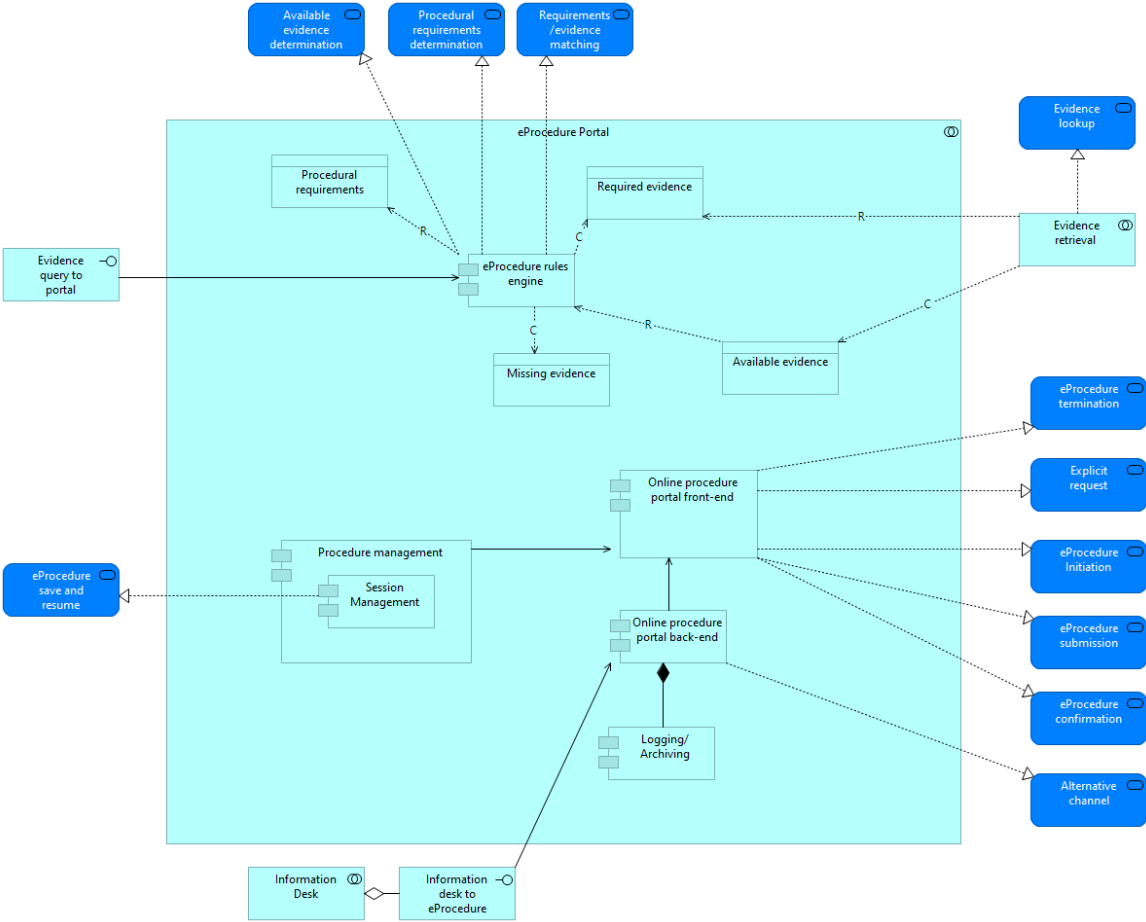 Available
evidence
determination
Procedural
requirements
determination
Requirements
/evidence
matching
Evidence
lookup
eProcedure Portal
Procedural
requirements
Required evidence
R
R
Evidence
retrieval
C
Evidence
query to
portal
eProcedure rules
engine
C
R
C
Missing evidence
Available evidence
eProcedure
termination
Online procedure
portal front-end
Explicit
request
Procedure management
eProcedure
Initiation
eProcedure
save and
resume
Session
Management
Online procedure
portal back-end
eProcedure
submission
eProcedure
confirmation
Logging/
Archiving
Alternative
channel
Information
Desk
Information
desk to
eProcedure